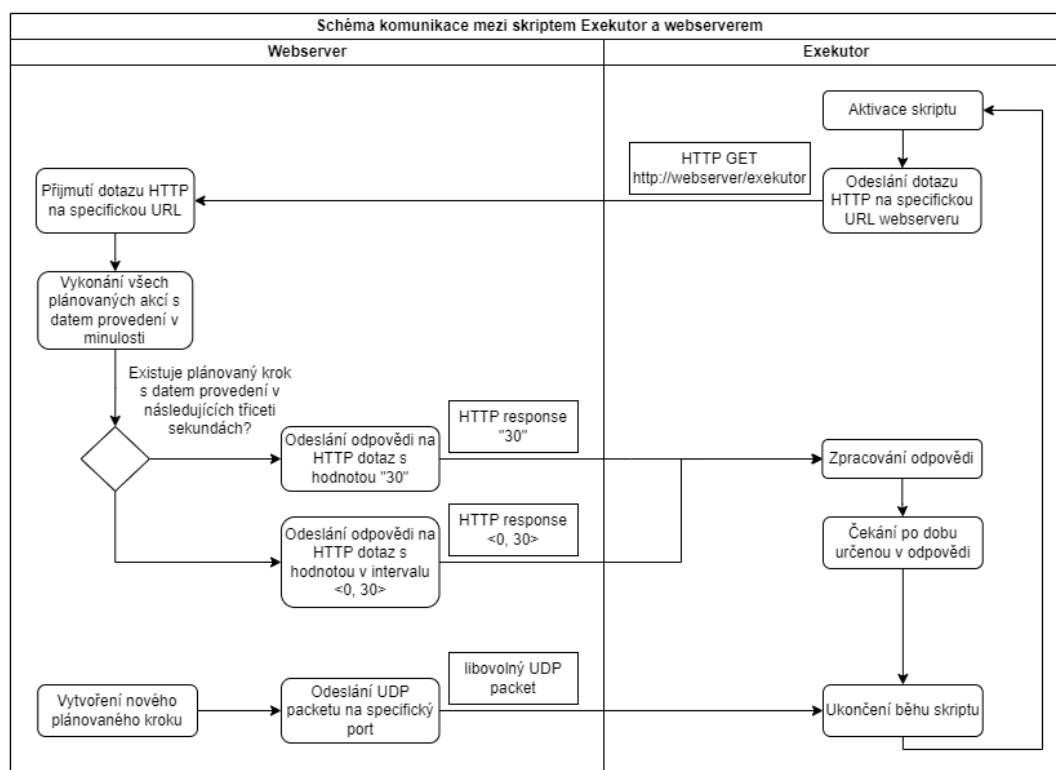 Schéma komunikace mezi skriptem Exekutor a webserverem
Webserver
Exekutor
Aktivace skriptu
HTTP GET
http://webserver/exekutor
Odeslání dotazu
HTTP na specifickou
URL webserveru
Přijmutí dotazu HTTP
na specifickou URL
Vykonání všech
plánovaných akcí s
datem provedení v
minulosti
Existuje plánovaný krok
s datem provedení v
následujících třiceti
sekundách?
Odeslání odpovědi na
HTTP dotaz s
hodnotou "30"
HTTP response
"30"
Zpracování odpovědi
Odeslání odpovědi na
HTTP dotaz s
hodnotou v intervalu
<0, 30>
HTTP response
<0, 30>
Čekání po dobu
určenou v odpovědi
Vytvoření nového
plánovaného kroku
Odeslání UDP
packetu na specifický
port
libovolný UDP
packet
Ukončení běhu skriptu